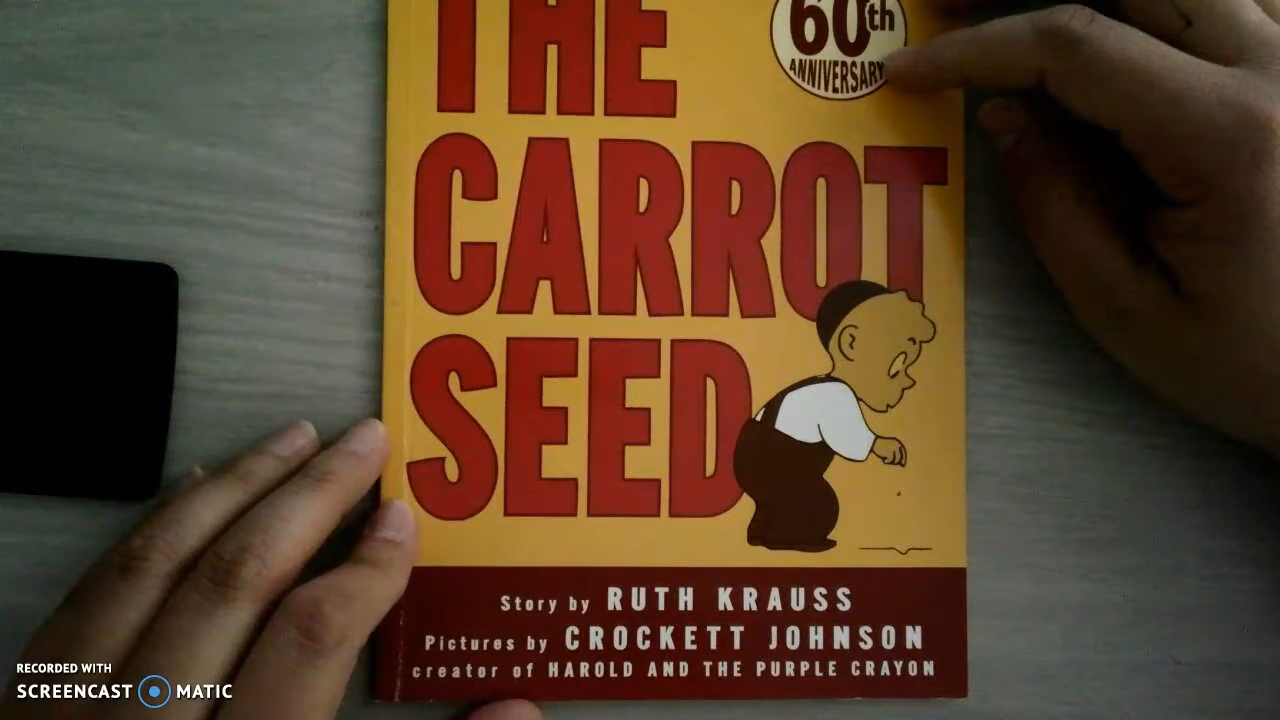 THE
60th
ANNIVERSARY
CARROT
SEED
Story by RUTH KRAUSS
Pictures by CROCKETT JOHNSON
creator of HAROLD AND THE PURPLE CRAYON
RECORDED WITH
SCREENCAST MATIC